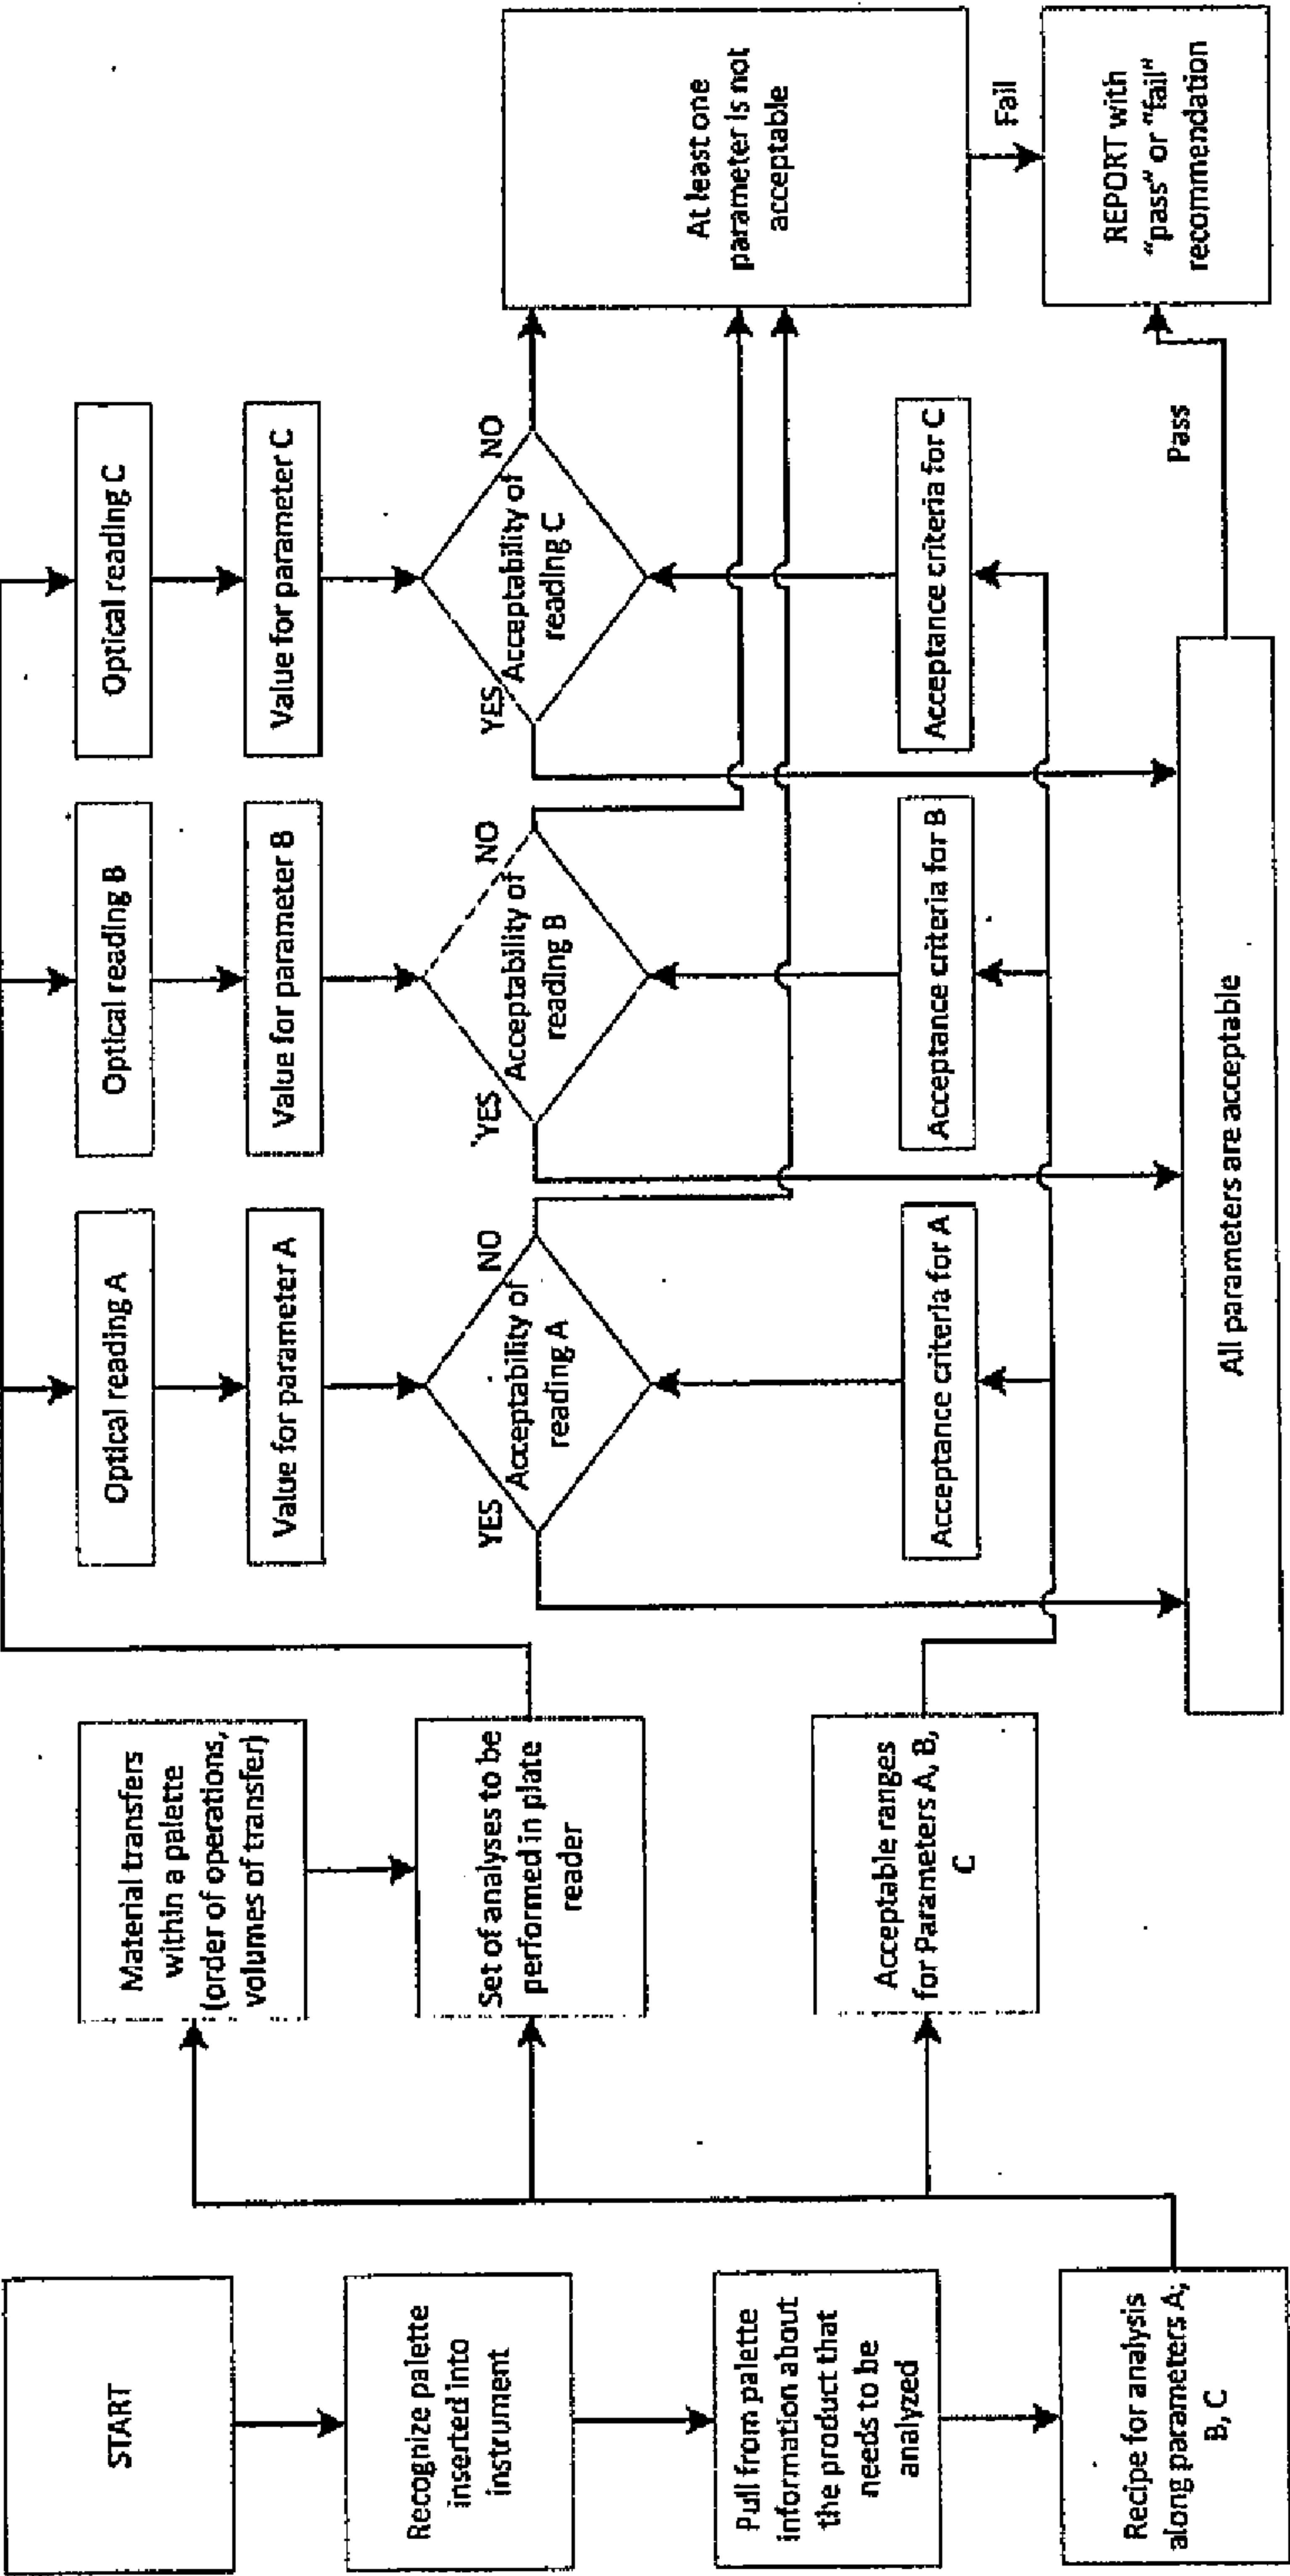 START
Recognize palette
inserted into
instrument
Pull from palette
information about
the product that
needs to be
analyzed
Recipe for analysis
along parameters A;
B, C
Material transfers
within a palette
(order of operations,
volumes of transfer)
Set of analyses to be
performed in plate
reader
Acceptable ranges
for Parameters A, B,
C
Optical reading A
Value for parameter A
YES
NO
Acceptability of
reading A
Acceptance criteria for A
Optical reading B
Value for parameter B
YES
NO
Acceptability of
reading B
Acceptance criteria for B
Optical reading C
Value for parameter C
YES
NO
Acceptability of
reading C
Acceptance criteria for C
All parameters are acceptable
Pass
At least one
parameter is not
acceptable
Fail
REPORT with
"pass" or "fail"
recommendation